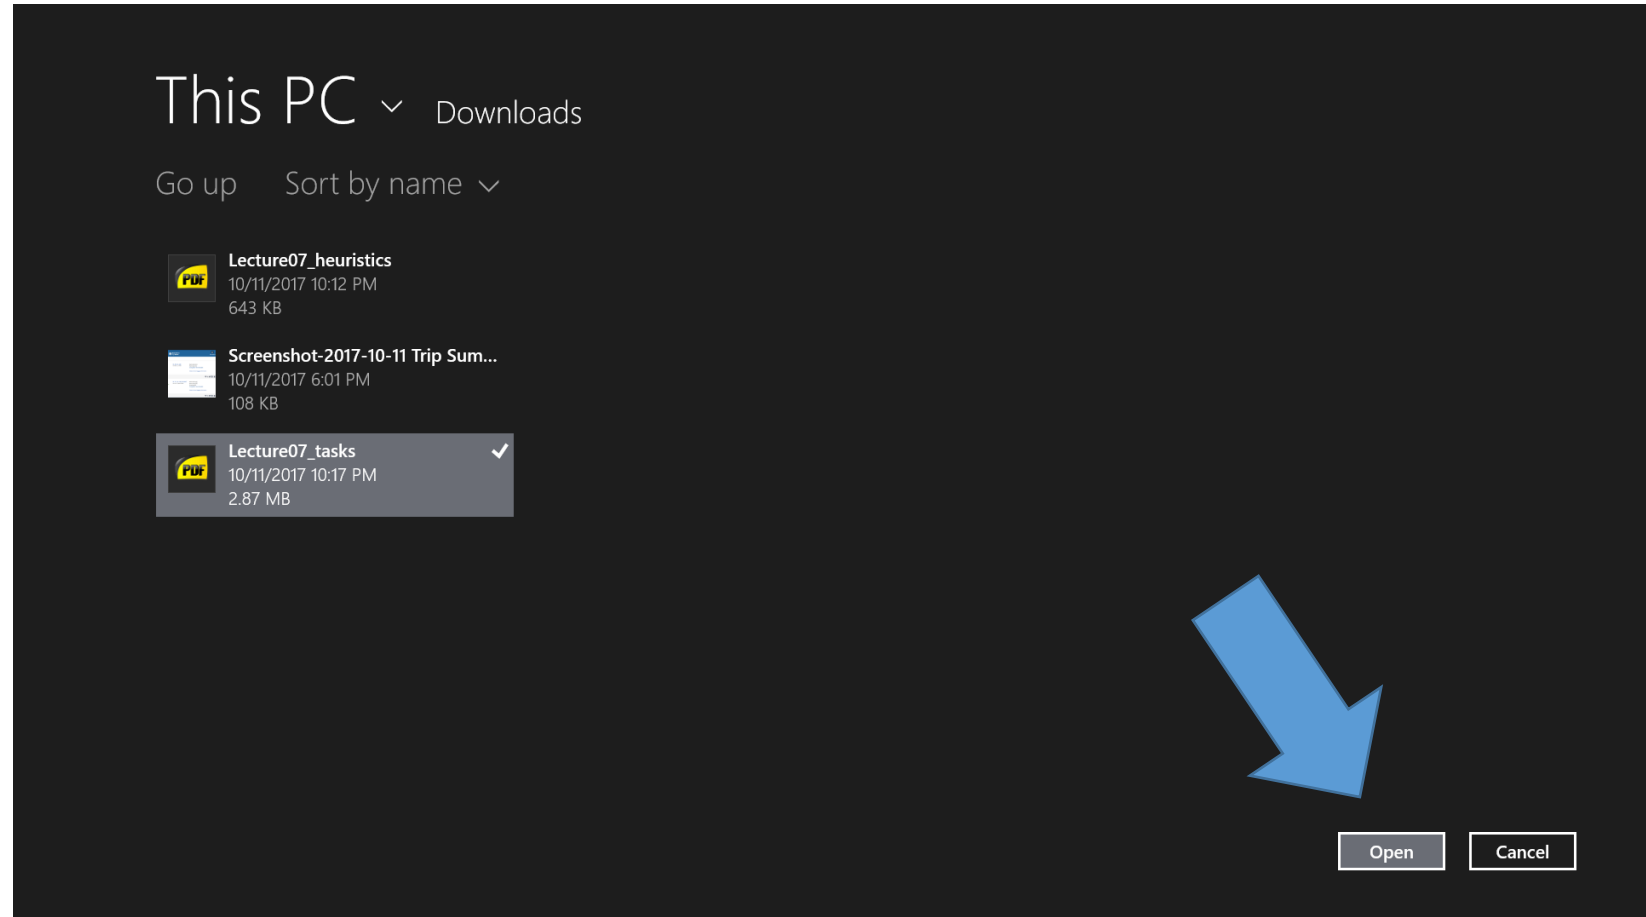 This PC Downloads
Go up Sort by name
Lecture07_heuristics
10/11/2017 10:12 PM
643 KB
Screenshot-2017-10-11 Trip Sum...
10/11/2017 6:01 PM
108 KB
Lecture07_tasks
10/11/2017 10:17 PM
2.87 MB
PDF
PDF
Open Cancel